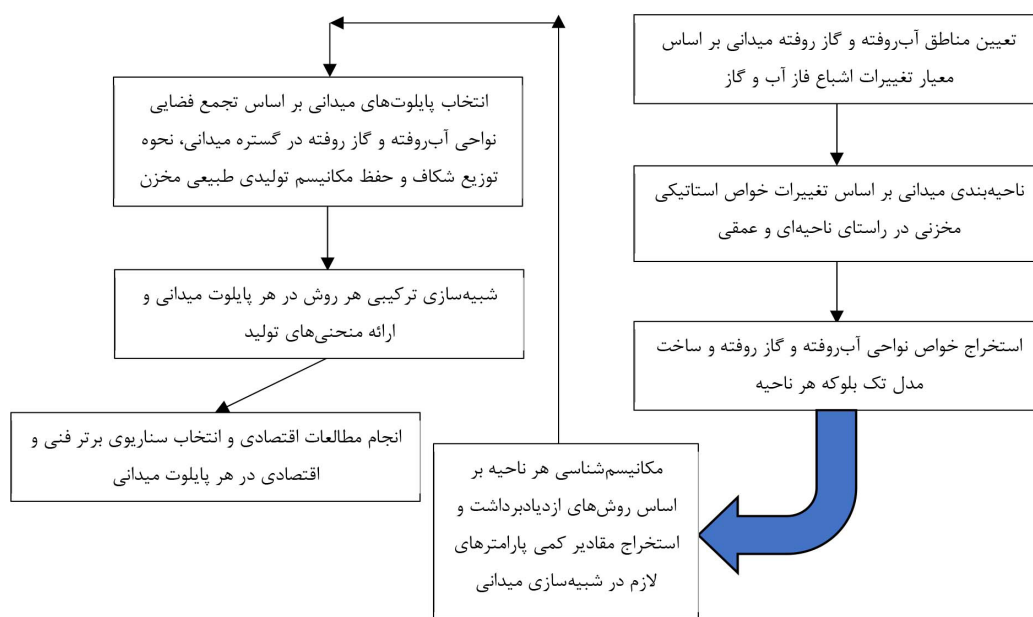 تعیین مناطق آب‌روفته و گاز روفته میدانی بر اساس
معیار تغییرات اشباع فاز آب و گاز
ناحیه‌بندی میدانی بر اساس تغییرات خواص استاتیکی
مخزنی در راستای ناحیه‌ای و عمقی
استخراج خواص نواحی آب‌روفته و گاز روفته و ساخت
مدل تک بلوکه هر ناحیه
مکانیسم‌شناسی هر ناحیه بر
اساس روش‌های ازدیادبرداشت و
استخراج مقادیر کمی پارامترهای
لازم در شبیه‌سازی میدانی
انتخاب پایلوت‌های میدانی بر اساس تجمع فضایی
نواحی آب‌روفته و گاز روفته در گستره میدانی، نحوه
توزیع شکاف و حفظ مکانیسم تولیدی طبیعی مخزن
شبیه‌سازی ترکیبی هر روش در هر پایلوت میدانی و
ارائه منحنی‌های تولید
انجام مطالعات اقتصادی و انتخاب سناریوی برتر فنی و
اقتصادی در هر پایلوت میدانی